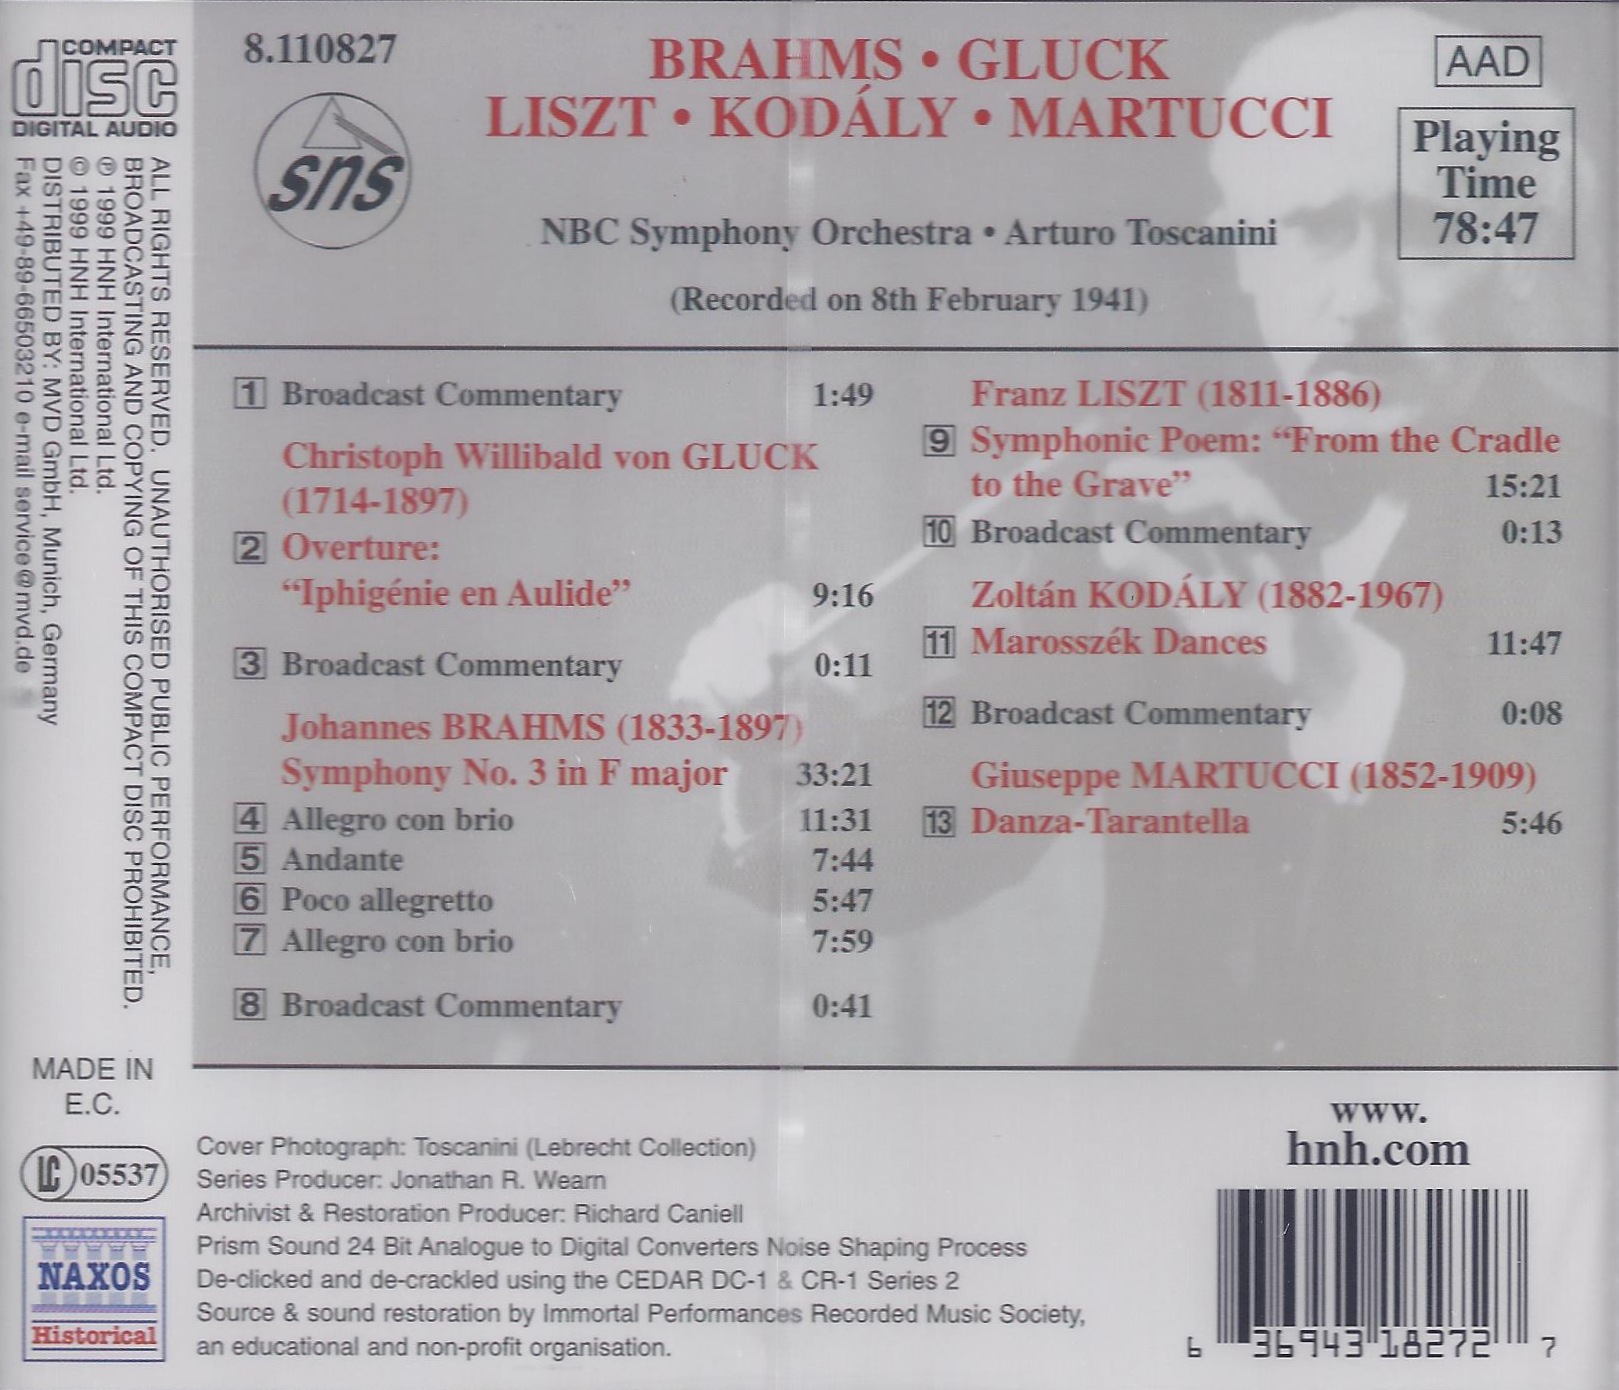 COMPACT
disc
DIGITAL AUDIO
ALL RIGHTS RESERVED. UNAUTHORISED PUBLIC PERFORMANCE,
BROADCASTING AND COPYING OF THIS COMPACT DISC PROHIBITED.
℗ 1999 HNH International Ltd.
© 1999 HNH International Ltd.
DISTRIBUTED BY: MVD GmbH, Munich, Germany
Fax +49-89-66503210 e-mail service@mvd.de
MADE IN
E.C.
LC 05537
NAXOS
Historical
8.110827
sns
BRAHMS • GLUCK
LISZT • KODÁLY • MARTUCCI
NBC Symphony Orchestra • Arturo Toscanini
(Recorded on 8th February 1941)
AAD
Playing
Time
78:47
1 Broadcast Commentary 1:49
Christoph Willibald von GLUCK
(1714-1897)
2 Overture:
“Iphigénie en Aulide” 9:16
3 Broadcast Commentary 0:11
Johannes BRAHMS (1833-1897)
Symphony No. 3 in F major 33:21
4 Allegro con brio 11:31
5 Andante 7:44
6 Poco allegretto 5:47
7 Allegro con brio 7:59
8 Broadcast Commentary 0:41
Franz LISZT (1811-1886)
9 Symphonic Poem: “From the Cradle
to the Grave” 15:21
10 Broadcast Commentary 0:13
Zoltán KODÁLY (1882-1967)
11 Marosszék Dances 11:47
12 Broadcast Commentary 0:08
Giuseppe MARTUCCI (1852-1909)
13 Danza-Tarantella 5:46
Cover Photograph: Toscanini (Lebrecht Collection)
Series Producer: Jonathan R. Wearn
Archivist & Restoration Producer: Richard Caniell
Prism Sound 24 Bit Analogue to Digital Converters Noise Shaping Process
De-clicked and de-crackled using the CEDAR DC-1 & CR-1 Series 2
Source & sound restoration by Immortal Performances Recorded Music Society,
an educational and non-profit organisation.
www.
hnh.com
6 36943 18272 7